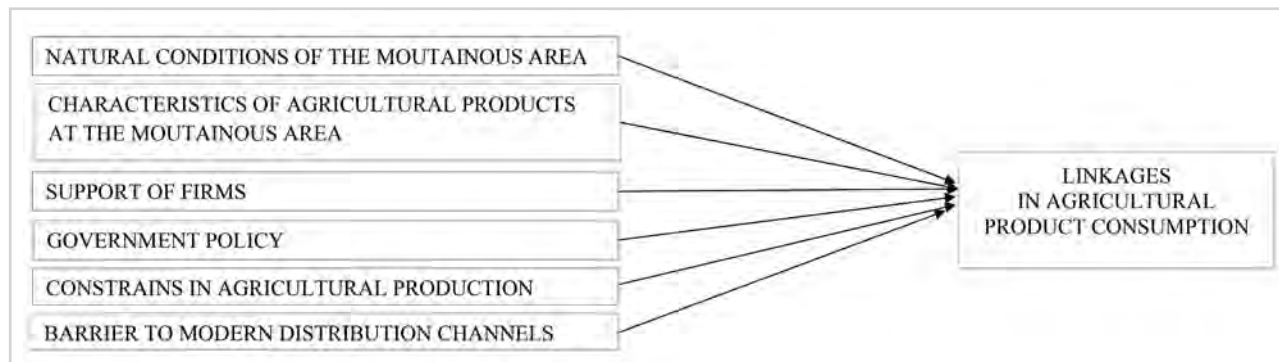 NATURAL CONDITIONS OF THE MOUTAINOUS AREA
CHARACTERISTICS OF AGRICULTURAL PRODUCTS
AT THE MOUTAINOUS AREA
SUPPORT OF FIRMS
GOVERNMENT POLICY
CONSTRAINS IN AGRICULTURAL PRODUCTION
BARRIER TO MODERN DISTRIBUTION CHANNELS
LINKAGES
IN AGRICULTURAL
PRODUCT CONSUMPTION